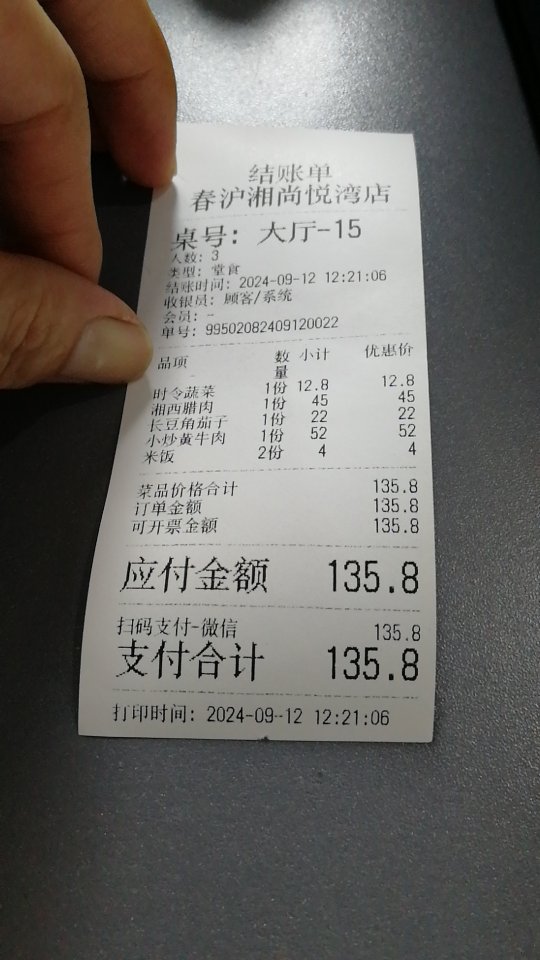 结账单
春沪湘尚悦湾店
桌号: 大厅-15
人数: 3
类型: 堂食
结账时间: 2024-09-12 12:21:06
收银员: 顾客/系统
会员: -
单号: 99502082409120022
品项 数量 小计 优惠价
时令蔬菜 1份 12.8 12.8
湘西腊肉 1份 45 45
长豆角茄子 1份 22 22
小炒黄牛肉 1份 52 52
米饭 2份 4 4
菜品价格合计 135.8
订单金额 135.8
可开票金额 135.8
应付金额 135.8
扫码支付-微信 135.8
支付合计 135.8
打印时间: 2024-09-12 12:21:06